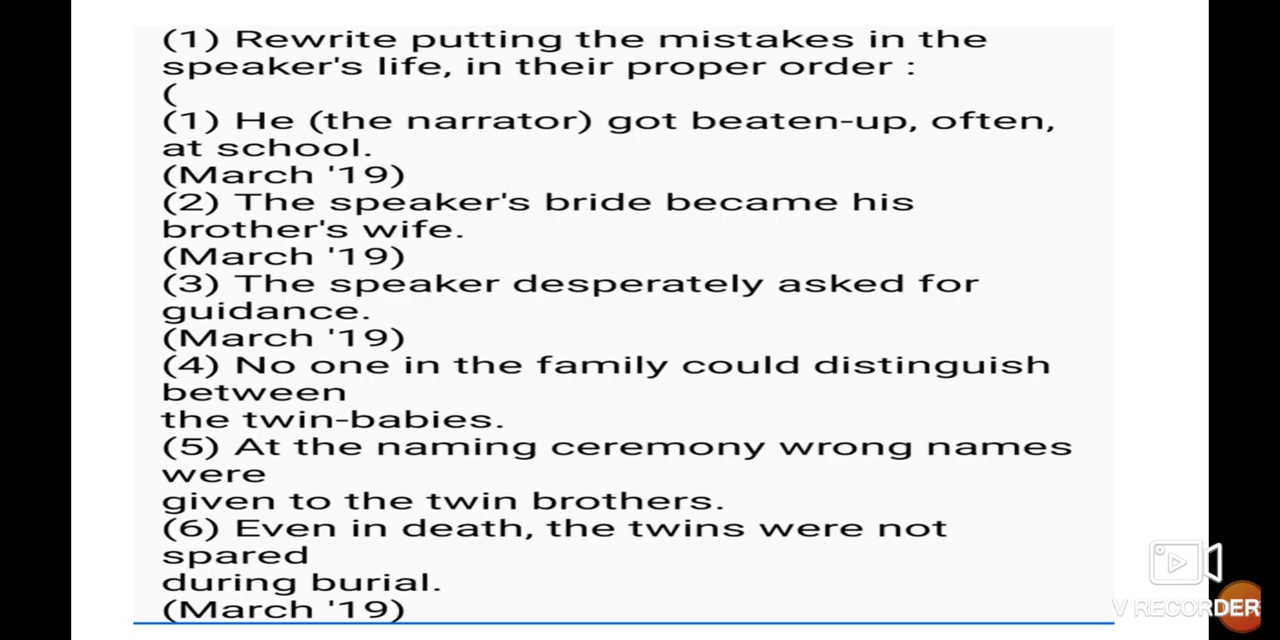 (1) Rewrite putting the mistakes in the
speaker's life, in their proper order :
(
(1) He (the narrator) got beaten-up, often,
at school.
(March '19)
(2) The speaker's bride became his
brother's wife.
(March '19)
(3) The speaker desperately asked for
guidance.
(March '19)
(4) No one in the family could distinguish
between
the twin-babies.
(5) At the naming ceremony wrong names
were
given to the twin brothers.
(6) Even in death, the twins were not
spared
during burial.
(March '19)
V RECORDER